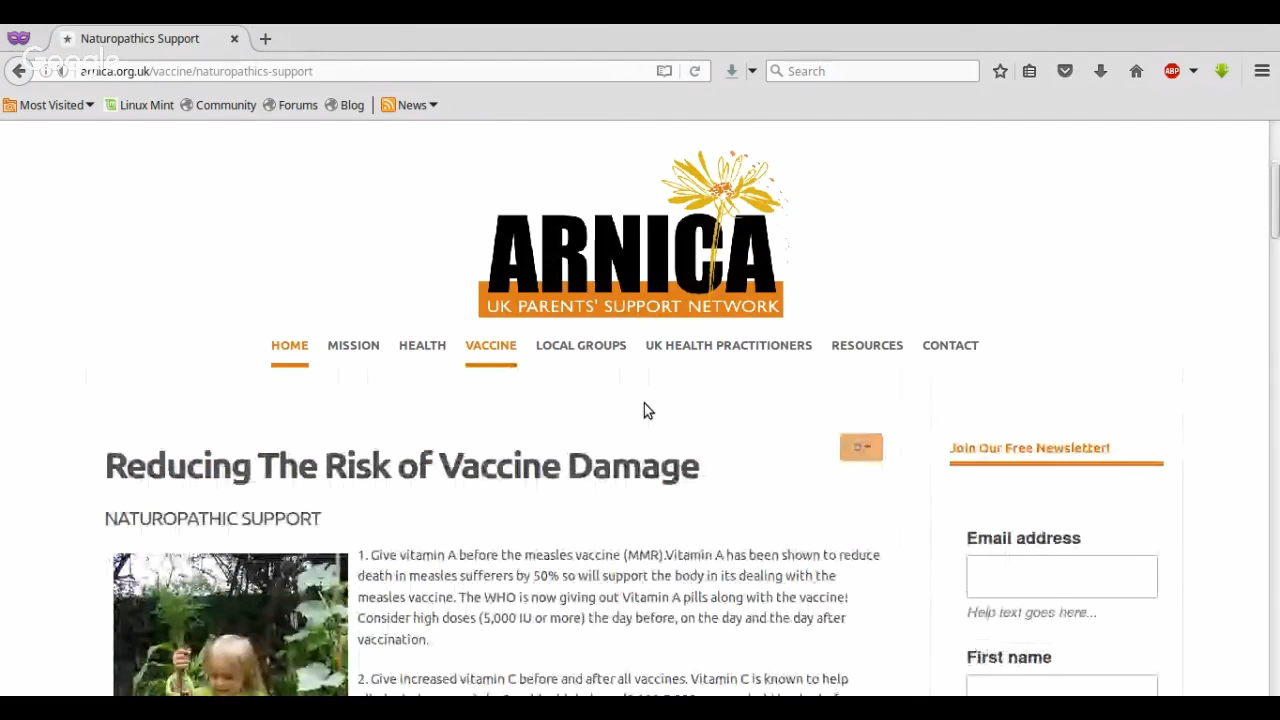 Naturopathics Support
Google
arnica.org.uk/vaccine/naturopathics-support
Search
ABP
Most Visited
Linux Mint
Community
Forums
Blog
News
ARNICA
UK PARENTS' SUPPORT NETWORK
HOME MISSION HEALTH VACCINE LOCAL GROUPS UK HEALTH PRACTITIONERS RESOURCES CONTACT
Reducing The Risk of Vaccine Damage
NATUROPATHIC SUPPORT
1. Give vitamin A before the measles vaccine (MMR).Vitamin A has been shown to reduce
death in measles sufferers by 50% so will support the body in its dealing with the
measles vaccine. The WHO is now giving out Vitamin A pills along with the vaccine!
Consider high doses (5,000 IU or more) the day before, on the day and the day after
vaccination.
2. Give increased vitamin C before and after all vaccines. Vitamin C is known to help
Join Our Free Newsletter!
Email address
Help text goes here...
First name